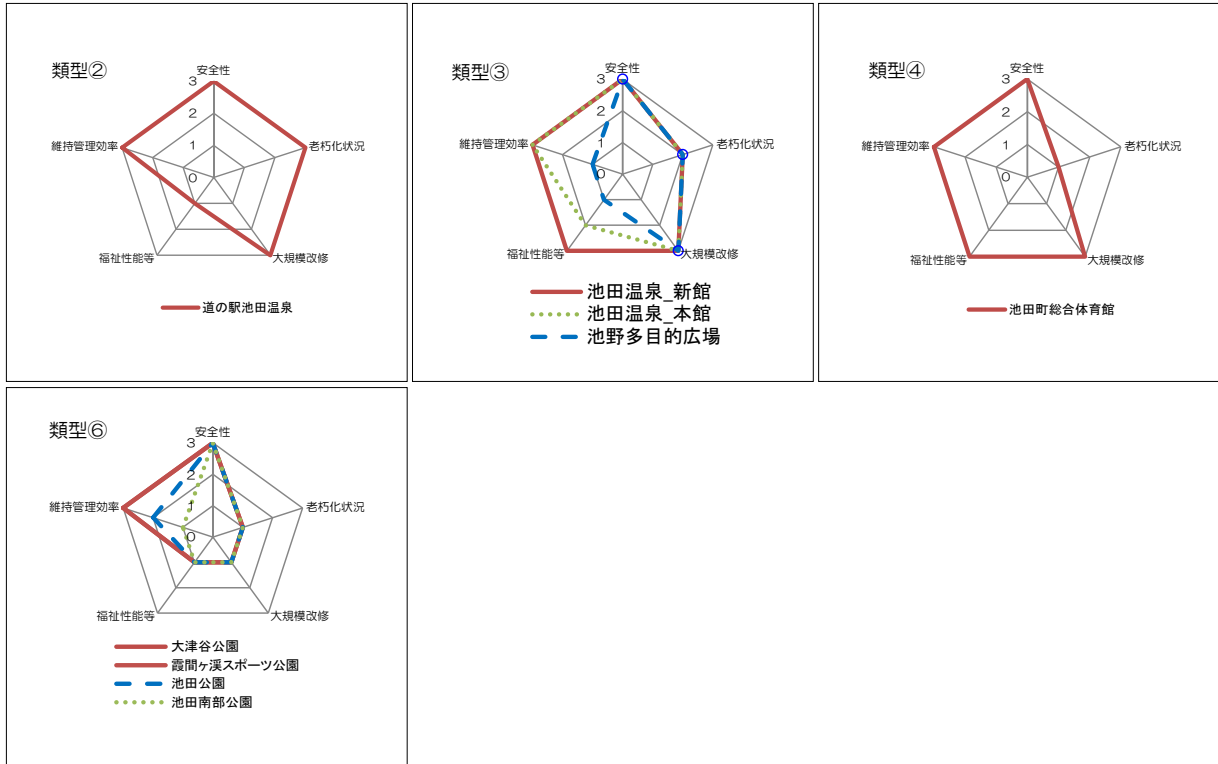 類型②
安全性
3
2
1
0
維持管理効率
老朽化状況
福祉性能等
大規模改修
道の駅池田温泉
類型③
安全性
3
2
1
0
維持管理効率
老朽化状況
福祉性能等
大規模改修
池田温泉_新館
池田温泉_本館
池野多目的広場
類型④
安全性
3
2
1
0
維持管理効率
老朽化状況
福祉性能等
大規模改修
池田町総合体育館
類型⑥
安全性
3
2
1
0
維持管理効率
老朽化状況
福祉性能等
大規模改修
大津谷公園
霞間ヶ渓スポーツ公園
池田公園
池田南部公園